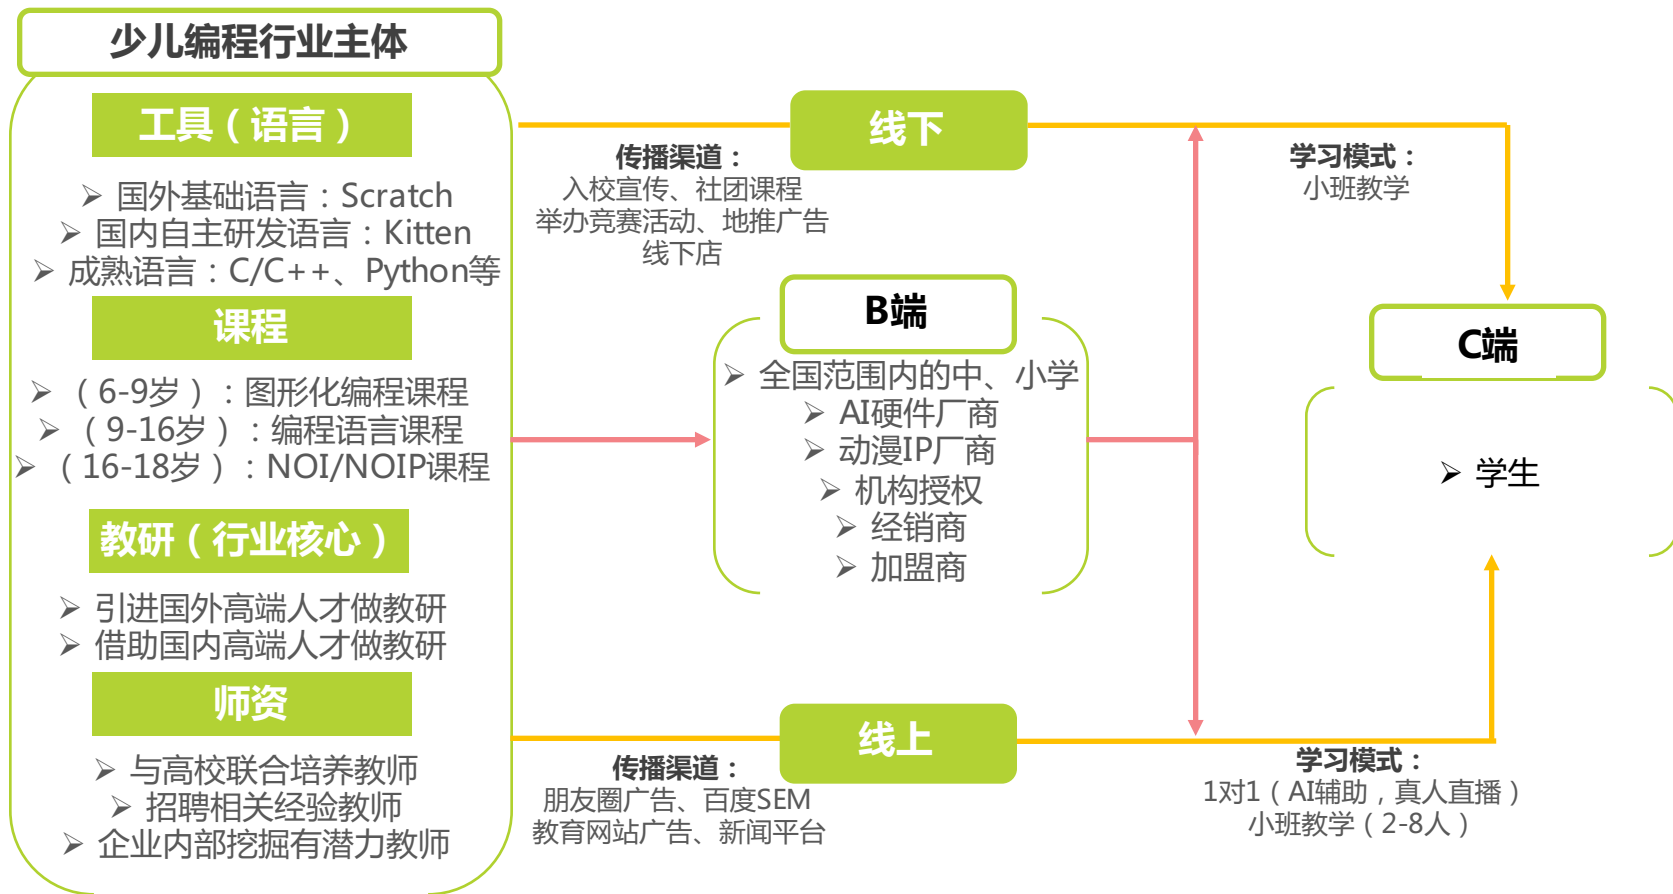 少儿编程行业主体
工具（语言）
➢ 国外基础语言：Scratch
➢ 国内自主研发语言：Kitten
➢ 成熟语言：C/C++、Python等
课程
➢ （6-9岁）：图形化编程课程
➢ （9-16岁）：编程语言课程
➢ （16-18岁）：NOI/NOIP课程
教研（行业核心）
➢ 引进国外高端人才做教研
➢ 借助国内高端人才做教研
师资
➢ 与高校联合培养教师
➢ 招聘相关经验教师
➢ 企业内部挖掘有潜力教师
线下
传播渠道：
入校宣传、社团课程
举办竞赛活动、地推广告
线下店
B端
➢ 全国范围内的中、小学
➢ AI硬件厂商
➢ 动漫IP厂商
➢ 机构授权
➢ 经销商
➢ 加盟商
线上
传播渠道：
朋友圈广告、百度SEM
教育网站广告、新闻平台
学习模式：
小班教学
C端
➢ 学生
学习模式：
1对1（AI辅助，真人直播）
小班教学（2-8人）